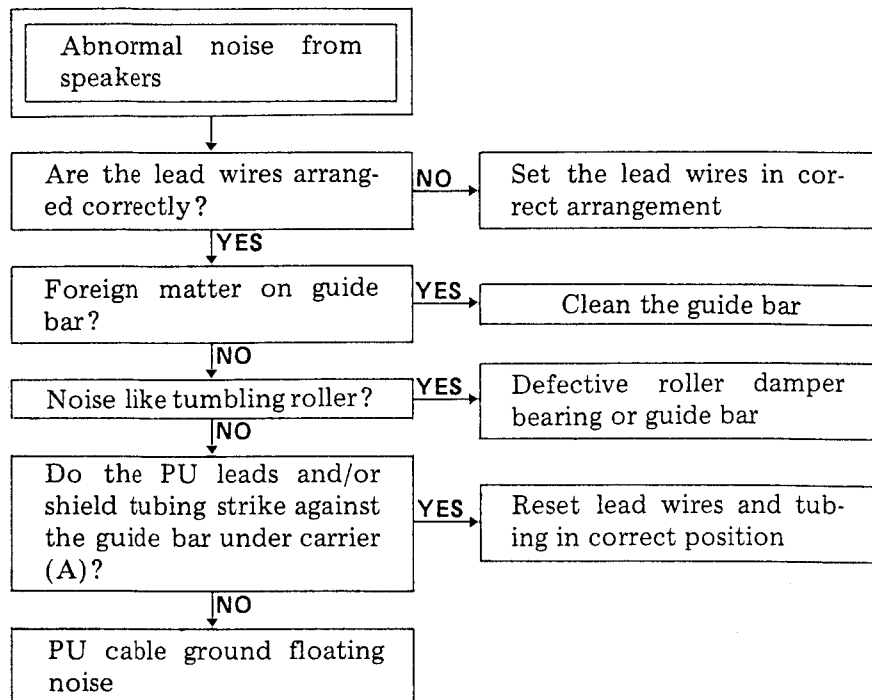 Abnormal noise from
speakers
Are the lead wires arrang-
ed correctly?
NO
Set the lead wires in cor-
rect arrangement
YES
Foreign matter on guide
bar?
YES
Clean the guide bar
NO
Noise like tumbling roller?
YES
Defective roller damper
bearing or guide bar
NO
Do the PU leads and/or
shield tubing strike against
the guide bar under carrier
(A)?
YES
Reset lead wires and tub-
ing in correct position
NO
PU cable ground floating
noise